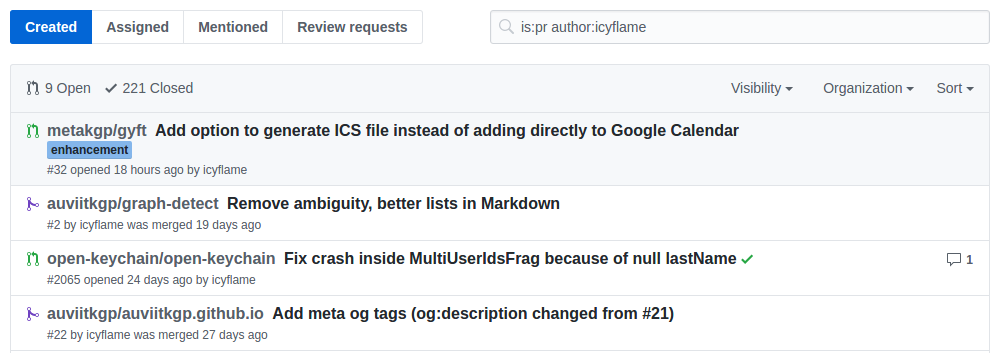 Created Assigned Mentioned Review requests is:pr author:icyflame
9 Open 221 Closed Visibility Organization Sort
metakgp/gyft Add option to generate ICS file instead of adding directly to Google Calendar
enhancement
#32 opened 18 hours ago by icyflame
auviitkgp/graph-detect Remove ambiguity, better lists in Markdown
#2 by icyflame was merged 19 days ago
open-keychain/open-keychain Fix crash inside MultiUserIdsFrag because of null lastName 1
#2065 opened 24 days ago by icyflame
auviitkgp/auviitkgp.github.io Add meta og tags (og:description changed from #21)
#22 by icyflame was merged 27 days ago